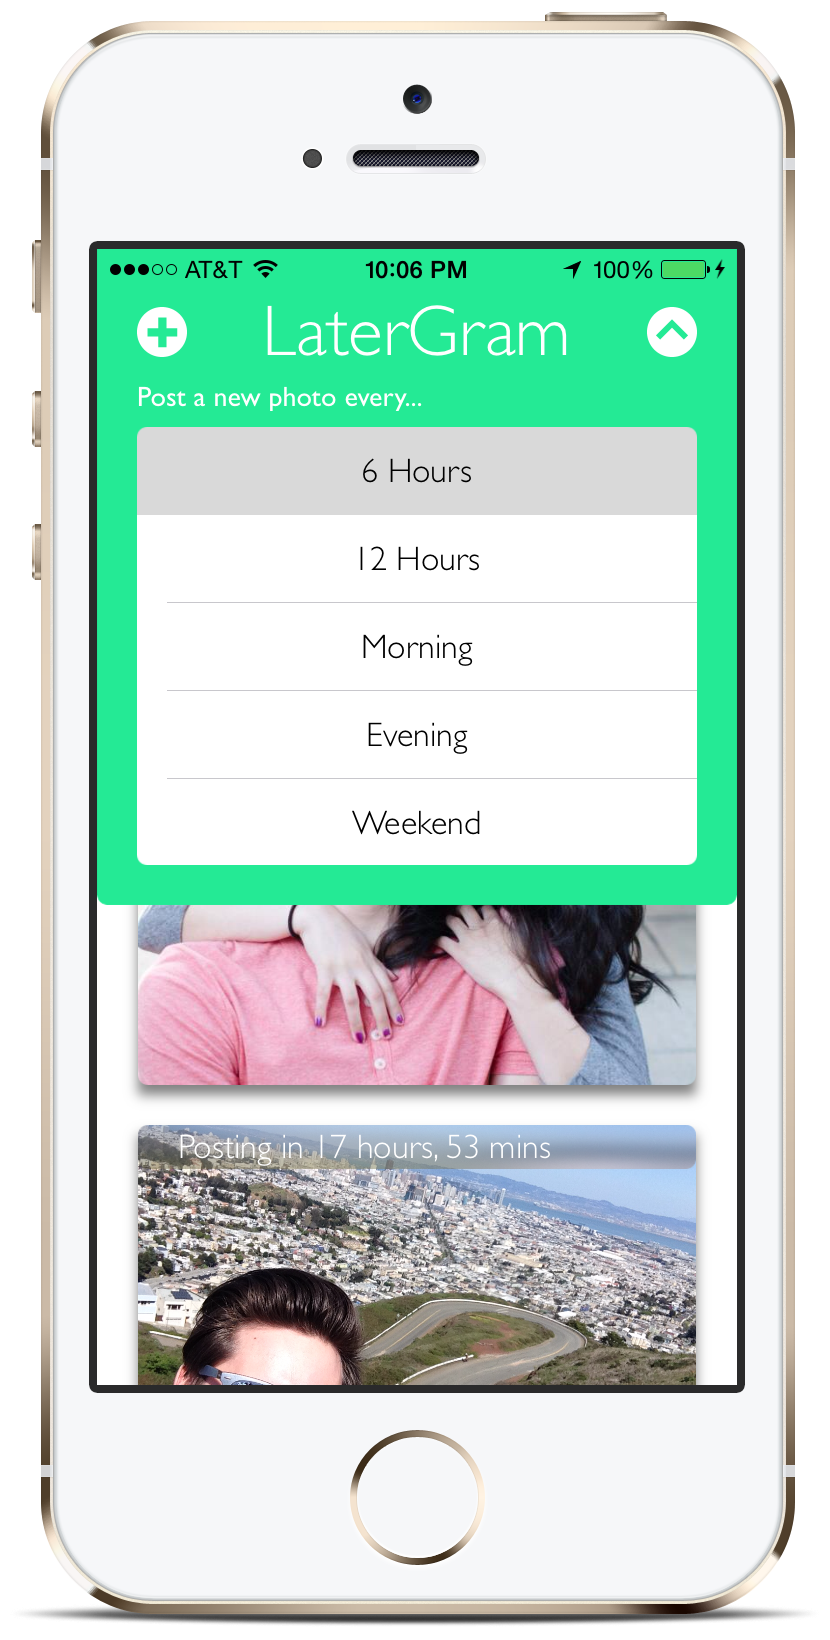 AT&T 10:06 PM 100%
LaterGram
Post a new photo every...
6 Hours
12 Hours
Morning
Evening
Weekend
Posting in 17 hours, 53 mins